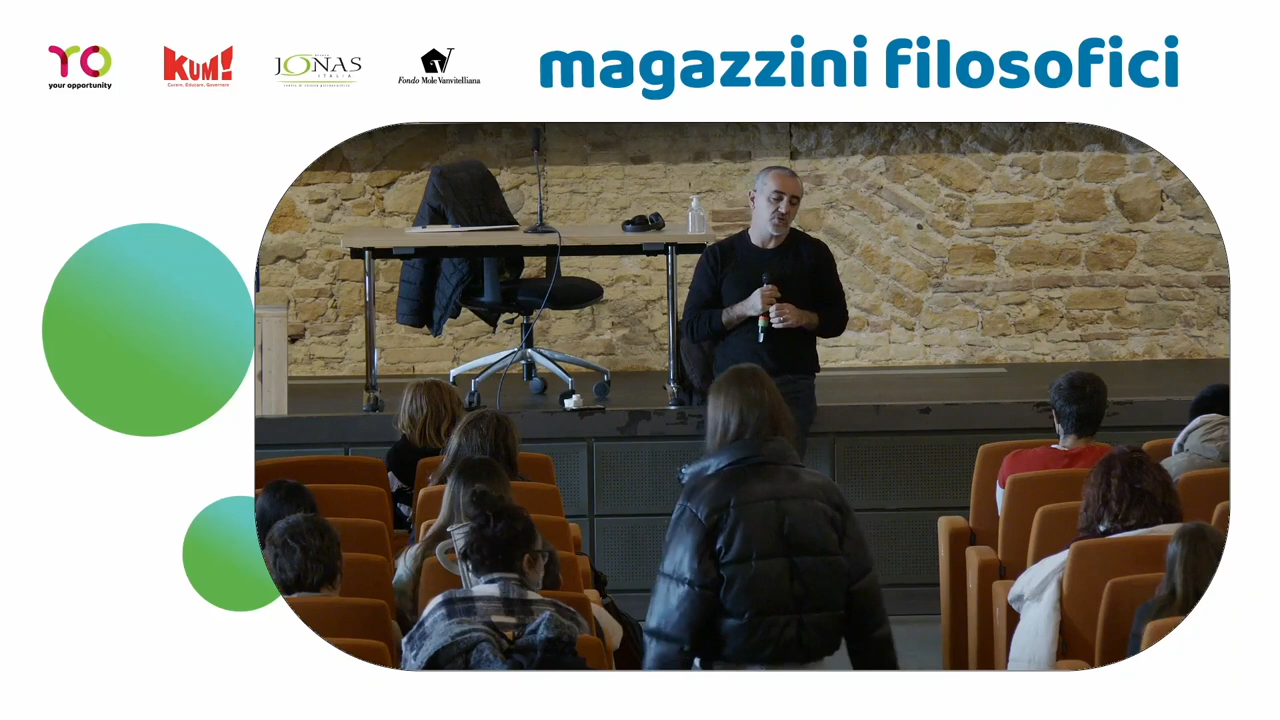 YO
your opportunity
KUM!
Curare, Educare, Governare
JONAS
ITALIA
Fondo Mole Vanvitelliana
magazzini filosofici